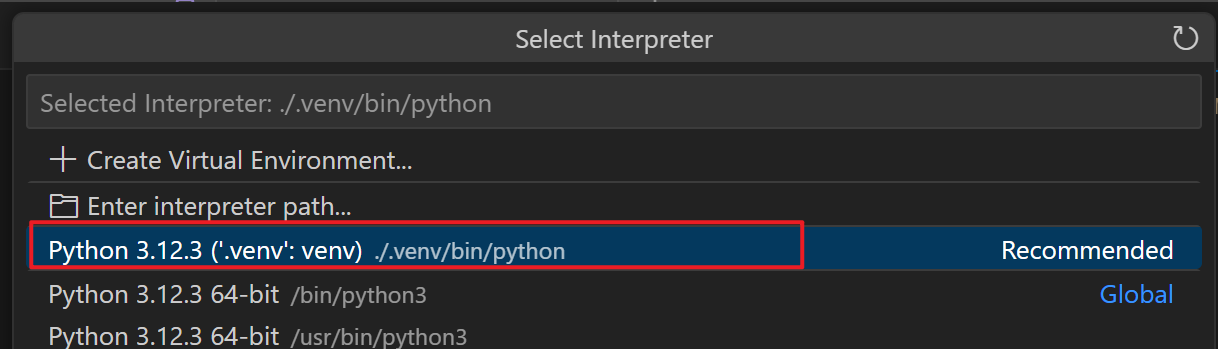 Select Interpreter
Selected Interpreter: ./.venv/bin/python
Create Virtual Environment...
Enter interpreter path...
Python 3.12.3 ('.venv': venv) ./.venv/bin/python Recommended
Python 3.12.3 64-bit /bin/python3 Global
Python 3.12.3 64-bit /usr/bin/python3